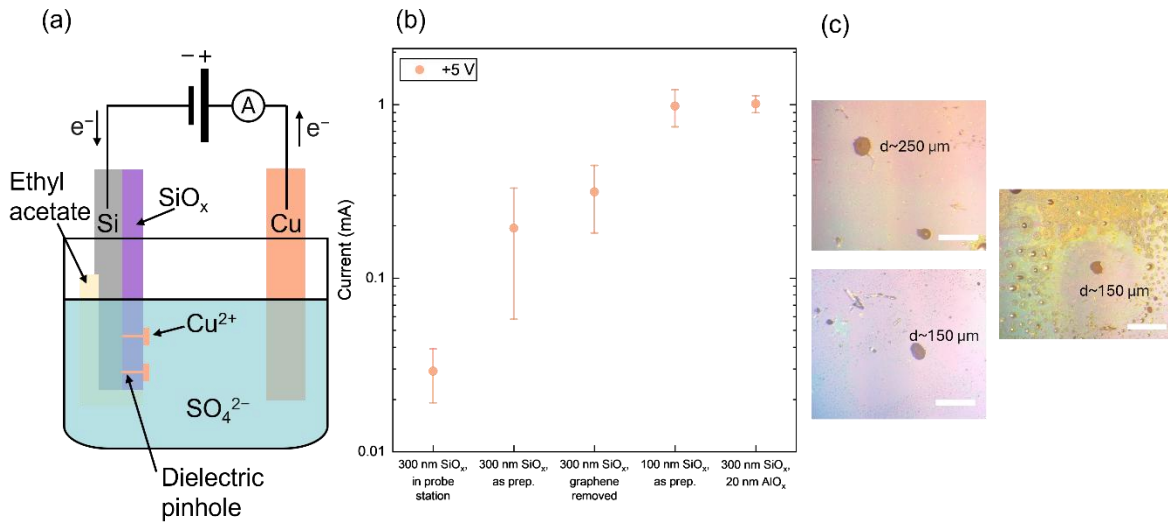 (a)
− +
A
e⁻
e⁻
Ethyl
acetate
Si
SiOₓ
Cu
Cu²⁺
SO₄²⁻
Dielectric
pinhole
(b)
+5 V
Current (mA)
1
0.1
0.01
300 nm SiOₓ,
in probe
station
300 nm SiOₓ,
as prep.
300 nm SiOₓ,
graphene
removed
100 nm SiOₓ,
as prep.
300 nm SiOₓ,
20 nm AlOₓ
(c)
d~250 µm
d~150 µm
d~150 µm